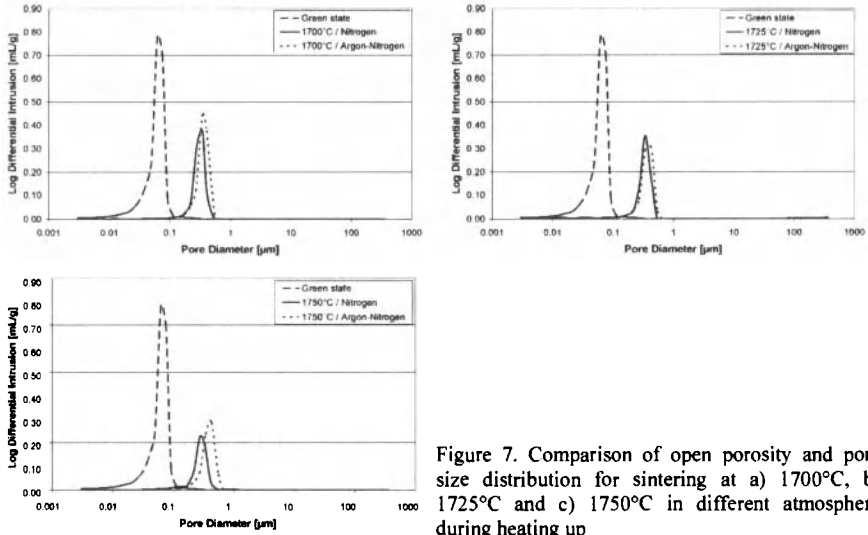 0.90
0.80
0.70
0.60
0.50
0.40
0.30
0.20
0.10
0.00
Log Differential Intrusion [mL/g]
Green state
1700°C / Nitrogen
1700°C / Argon-Nitrogen
0.001 0.01 0.1 1 10 100 1000
Pore Diameter [µm]
0.90
0.80
0.70
0.60
0.50
0.40
0.30
0.20
0.10
0.00
Log Differential Intrusion [mL/g]
Green state
1725°C / Nitrogen
1725°C / Argon-Nitrogen
0.001 0.01 0.1 1 10 100 1000
Pore Diameter [µm]
0.90
0.80
0.70
0.60
0.50
0.40
0.30
0.20
0.10
0.00
Log Differential Intrusion [mL/g]
Green state
1750°C / Nitrogen
1750°C / Argon-Nitrogen
0.001 0.01 0.1 1 10 100 1000
Pore Diameter [µm]
Figure 7. Comparison of open porosity and por
size distribution for sintering at a) 1700°C, b
1725°C and c) 1750°C in different atmospher
during heating up